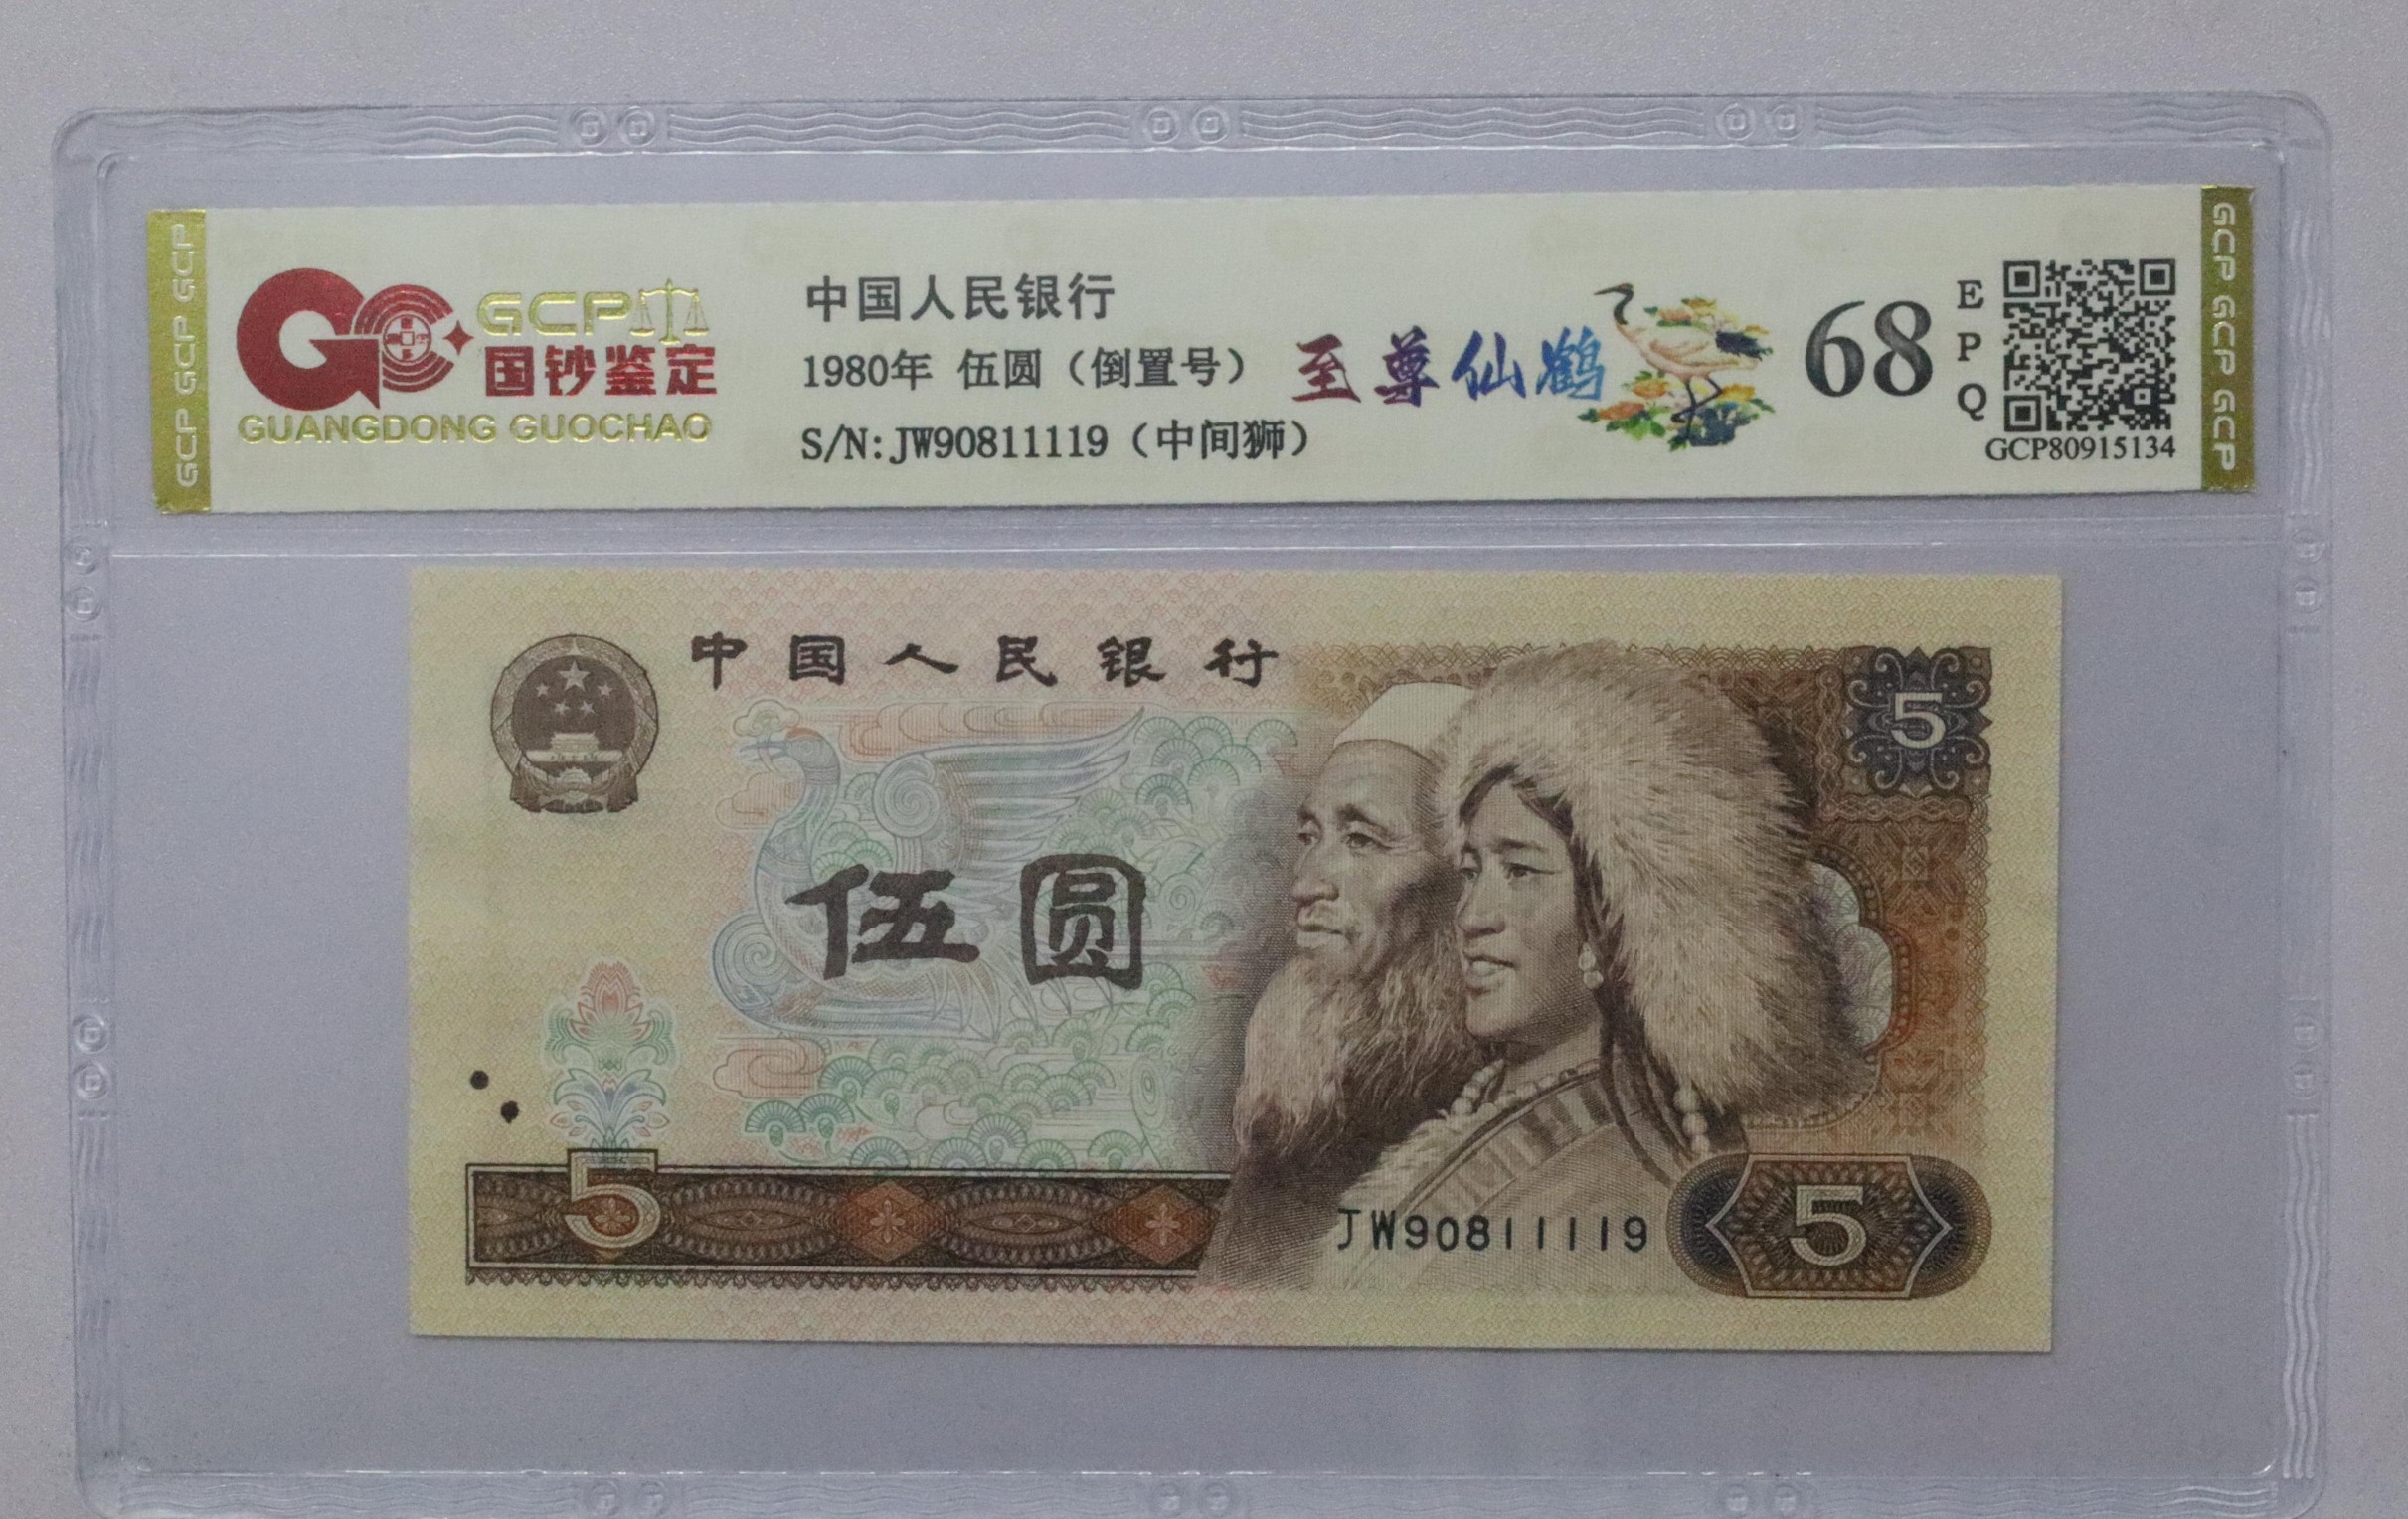 GCP GCP GCP
GCP
国钞鉴定
GUANGDONG GUOCHAO
中国人民银行
1980年 伍圆（倒置号）
S/N:JW90811119（中间狮）
至尊仙鹤
68
EPQ
GCP80915134
GCP GCP GCP
中国人民银行
5
伍圆
5
JW90811119
5